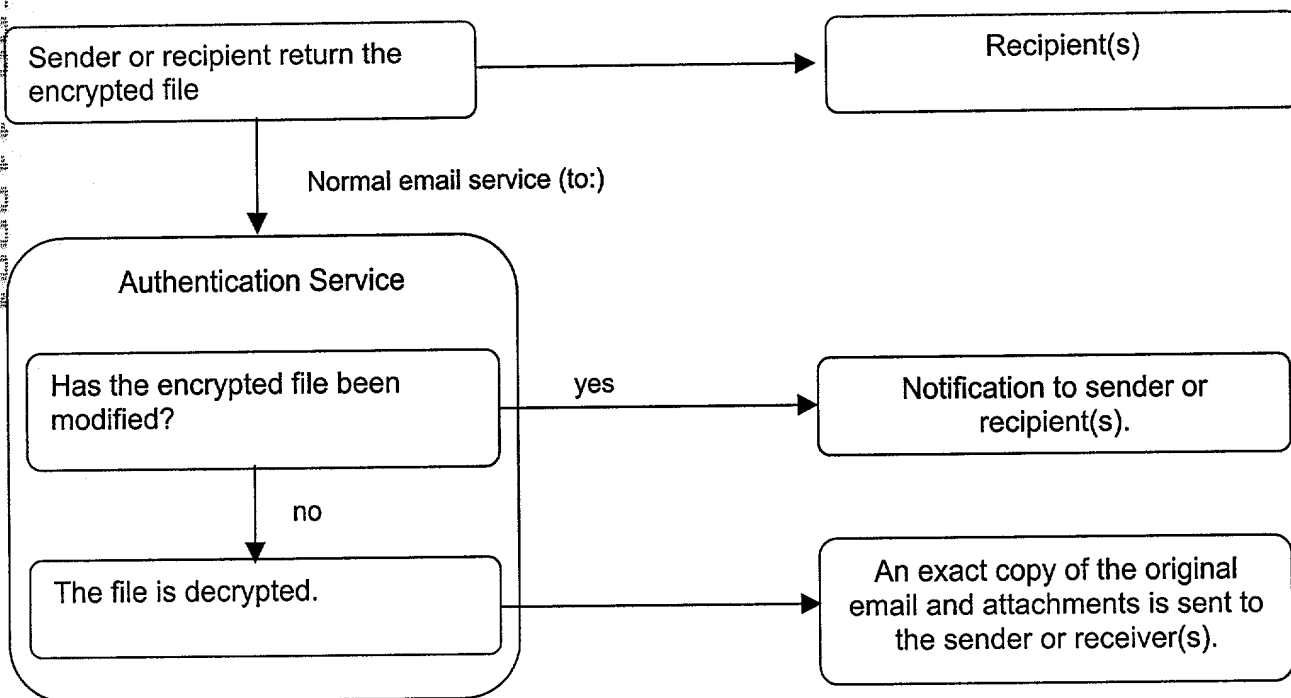 Sender or recipient return the
encrypted file
Recipient(s)
Normal email service (to:)
Authentication Service
Has the encrypted file been
modified?
yes
Notification to sender or
recipient(s).
no
The file is decrypted.
An exact copy of the original
email and attachments is sent to
the sender or receiver(s).